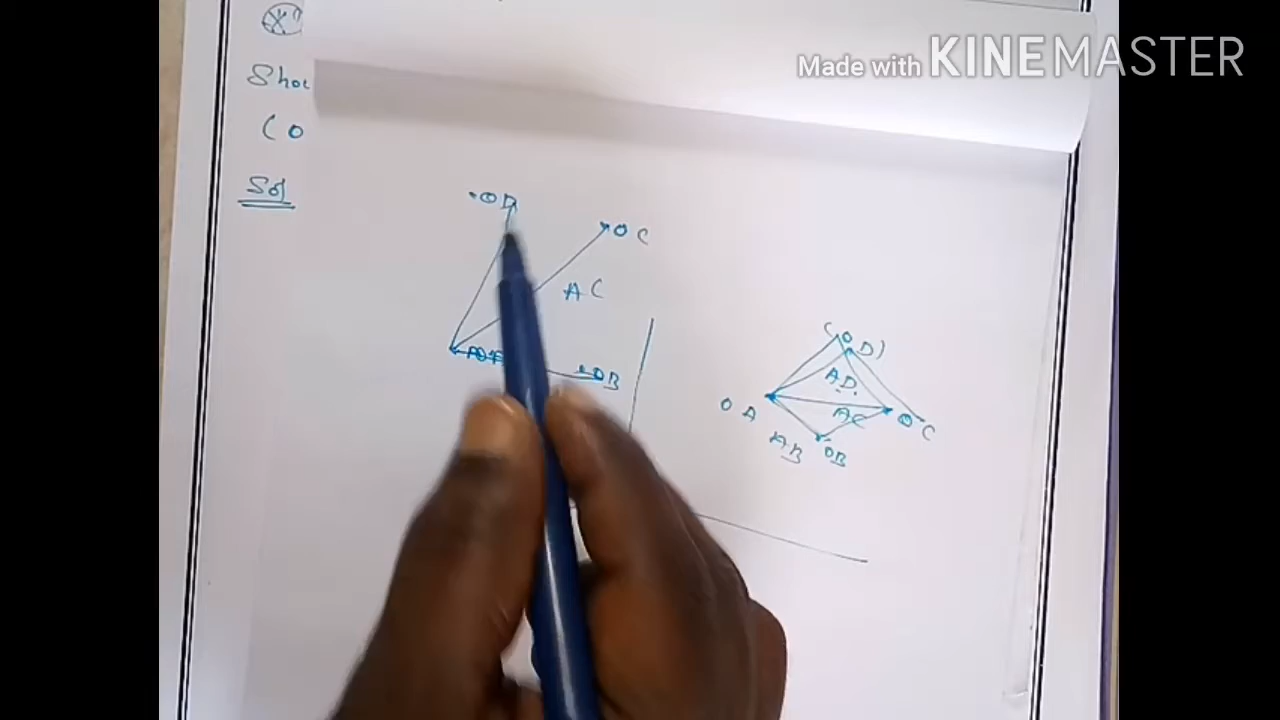 Made with KINEMASTER
(X)
Sho
(O
Sol
OD
OC
AC
OB
(OD)
AD
OA
AC
OC
AB
OB